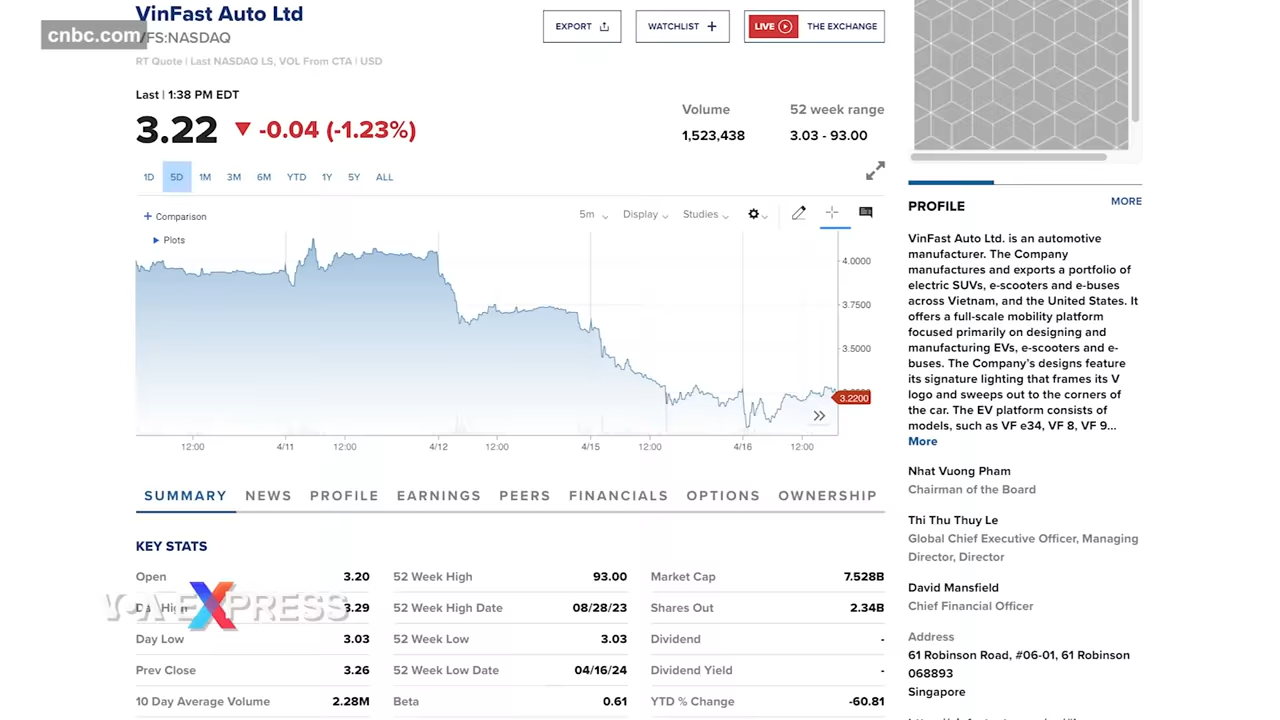 VinFast Auto Ltd
cnbc.com
VFS:NASDAQ
RT Quote | Last NASDAQ LS, VOL From CTA | USD
EXPORT
WATCHLIST +
LIVE THE EXCHANGE
Last | 1:38 PM EDT
3.22 ▼ -0.04 (-1.23%)
Volume
1,523,438
52 week range
3.03 - 93.00
1D 5D 1M 3M 6M YTD 1Y 5Y ALL
+ Comparison
5m Display Studies
Plots
4.0000
3.7500
3.5000
3.2200
12:00 4/11 12:00 4/12 12:00 4/15 12:00 4/16 12:00
SUMMARY NEWS PROFILE EARNINGS PEERS FINANCIALS OPTIONS OWNERSHIP
KEY STATS
Open 3.20
Day High 3.29
Day Low 3.03
Prev Close 3.26
10 Day Average Volume 2.28M
52 Week High 93.00
52 Week High Date 08/28/23
52 Week Low 3.03
52 Week Low Date 04/16/24
Beta 0.61
Market Cap 7.528B
Shares Out 2.34B
Dividend -
Dividend Yield -
YTD % Change -60.81
VOA EXPRESS
PROFILE
MORE
VinFast Auto Ltd. is an automotive
manufacturer. The Company
manufactures and exports a portfolio of
electric SUVs, e-scooters and e-buses
across Vietnam, and the United States. It
offers a full-scale mobility platform
focused primarily on designing and
manufacturing EVs, e-scooters and e-
buses. The Company's designs feature
its signature lighting that frames its V
logo and sweeps out to the corners of
the car. The EV platform consists of
models, such as VF e34, VF 8, VF 9...
More
Nhat Vuong Pham
Chairman of the Board
Thi Thu Thuy Le
Global Chief Executive Officer, Managing
Director, Director
David Mansfield
Chief Financial Officer
Address
61 Robinson Road, #06-01, 61 Robinson
068893
Singapore